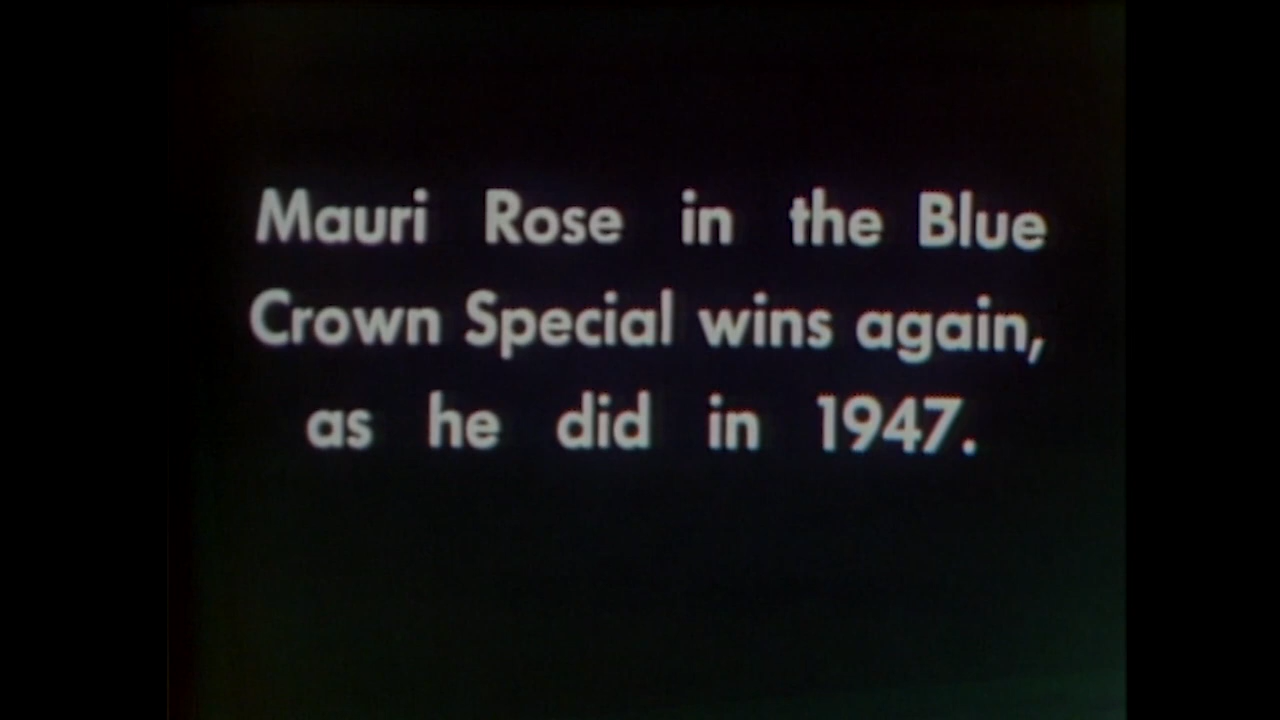 Mauri Rose in the Blue
Crown Special wins again,
as he did in 1947.